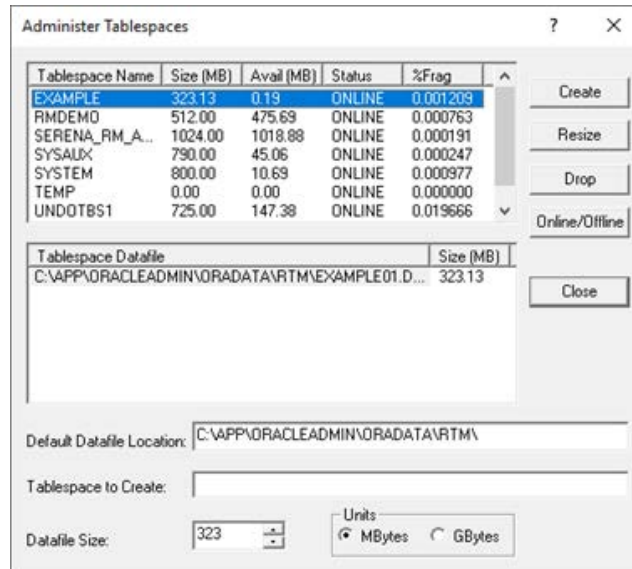 Administer Tablespaces
Tablespace Name Size (MB) Avail (MB) Status %Frag
EXAMPLE 323.13 0.19 ONLINE 0.001209
RMDEMO 512.00 475.69 ONLINE 0.000763
SERENA_RM_A... 1024.00 1018.88 ONLINE 0.000191
SYSAUX 790.00 45.06 ONLINE 0.000247
SYSTEM 800.00 10.69 ONLINE 0.000977
TEMP 0.00 0.00 ONLINE 0.000000
UNDOTBS1 725.00 147.38 ONLINE 0.019666
Create
Resize
Drop
Online/Offline
Close
Tablespace Datafile Size (MB)
C:\APP\ORACLEADMIN\ORADATA\RTM\EXAMPLE01.D... 323.13
Default Datafile Location: C:\APP\ORACLEADMIN\ORADATA\RTM\
Tablespace to Create:
Datafile Size: 323
Units
MBytes GBytes